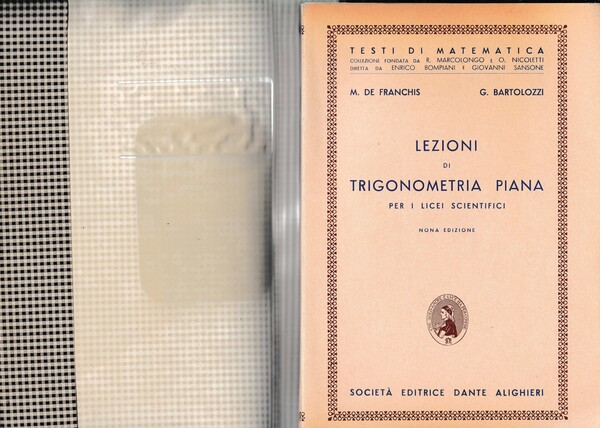 TESTI DI MATEMATICA
COLLEZIONE FONDATA DA R. MARCOLONGO E O. NICOLETTI
DIRETTA DA ENRICO BOMPIANI E GIOVANNI SANSONE
M. DE FRANCHIS G. BARTOLOZZI
LEZIONI
DI
TRIGONOMETRIA PIANA
PER I LICEI SCIENTIFICI
NONA EDIZIONE
SOCIETÀ EDITRICE DANTE ALIGHIERI